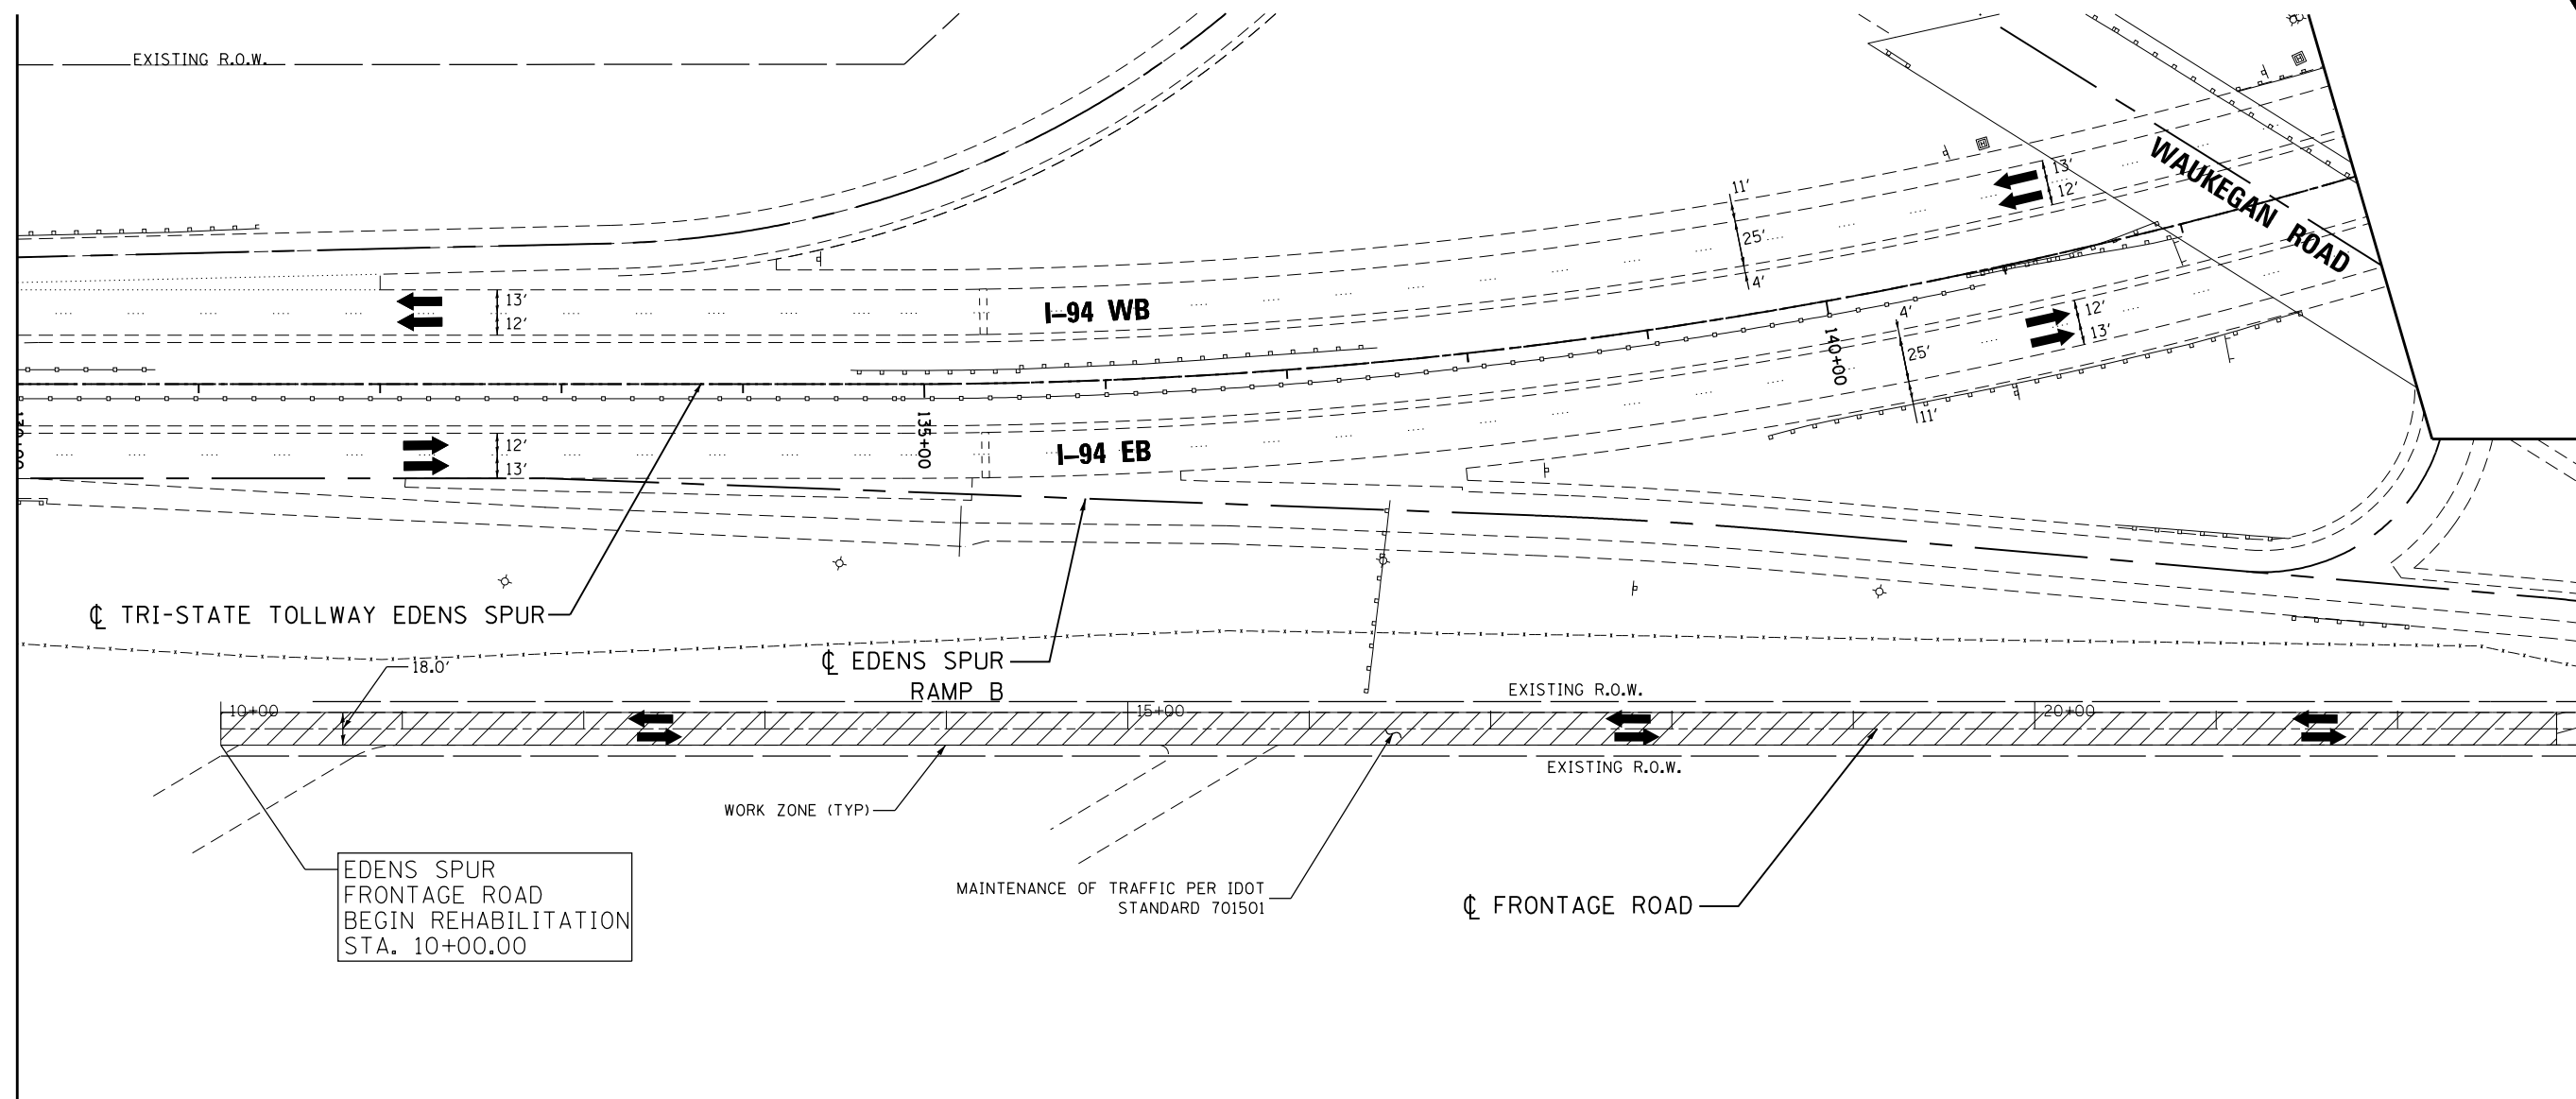 EXISTING R.O.W.
WAUKEGAN ROAD
13'
12'
11'
25'
4'
13'
12'
I-94 WB
12'
13'
4'
25'
11'
140+00
130+00
135+00
12'
13'
I-94 EB
℄ TRI-STATE TOLLWAY EDENS SPUR
℄ EDENS SPUR
RAMP B
18.0'
EXISTING R.O.W.
10+00
15+00
20+00
EXISTING R.O.W.
WORK ZONE (TYP)
EDENS SPUR
FRONTAGE ROAD
BEGIN REHABILITATION
STA. 10+00.00
MAINTENANCE OF TRAFFIC PER IDOT
STANDARD 701501
℄ FRONTAGE ROAD